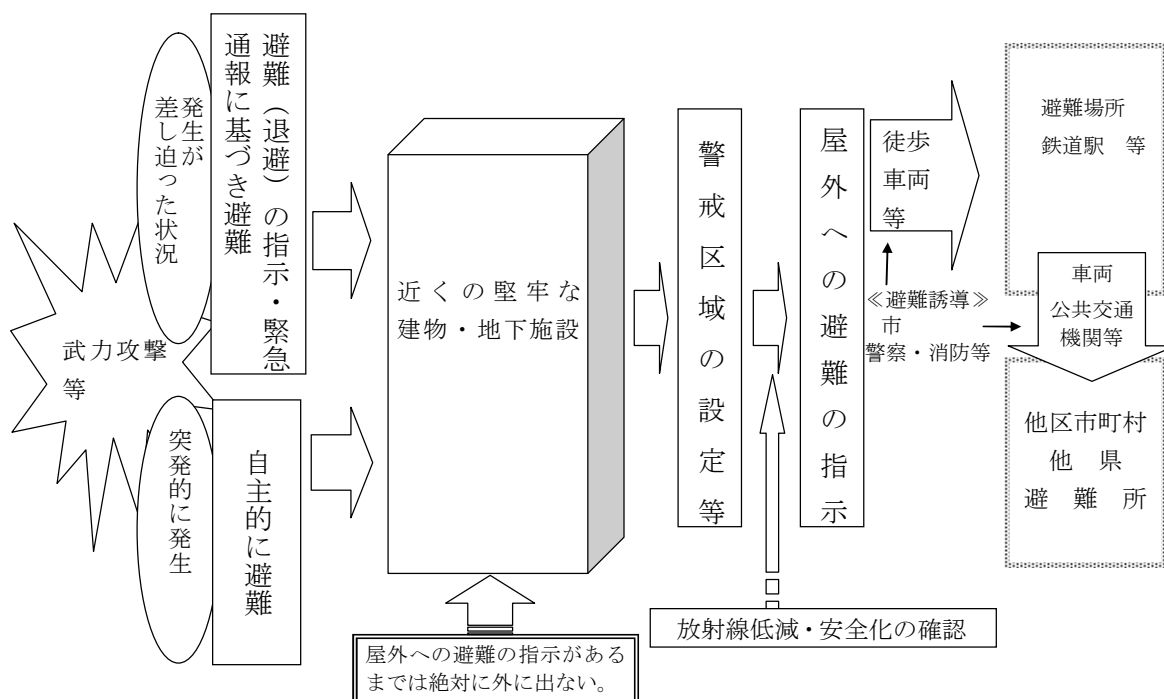 武力攻撃
等
発生が
差し迫った状況
避難（退避）の指示・緊急
通報に基づき避難
突発的に発生
自主的に避難
近くの堅牢な
建物・地下施設
屋外への避難の指示がある
までは絶対に外に出ない。
警戒区域の設定等
放射線低減・安全化の確認
屋外への避難の指示
徒歩
車両
等
≪避難誘導≫
市
警察・消防等
避難場所
鉄道駅　等
車両
公共交通
機関等
他区市町村
他　県
避　難　所